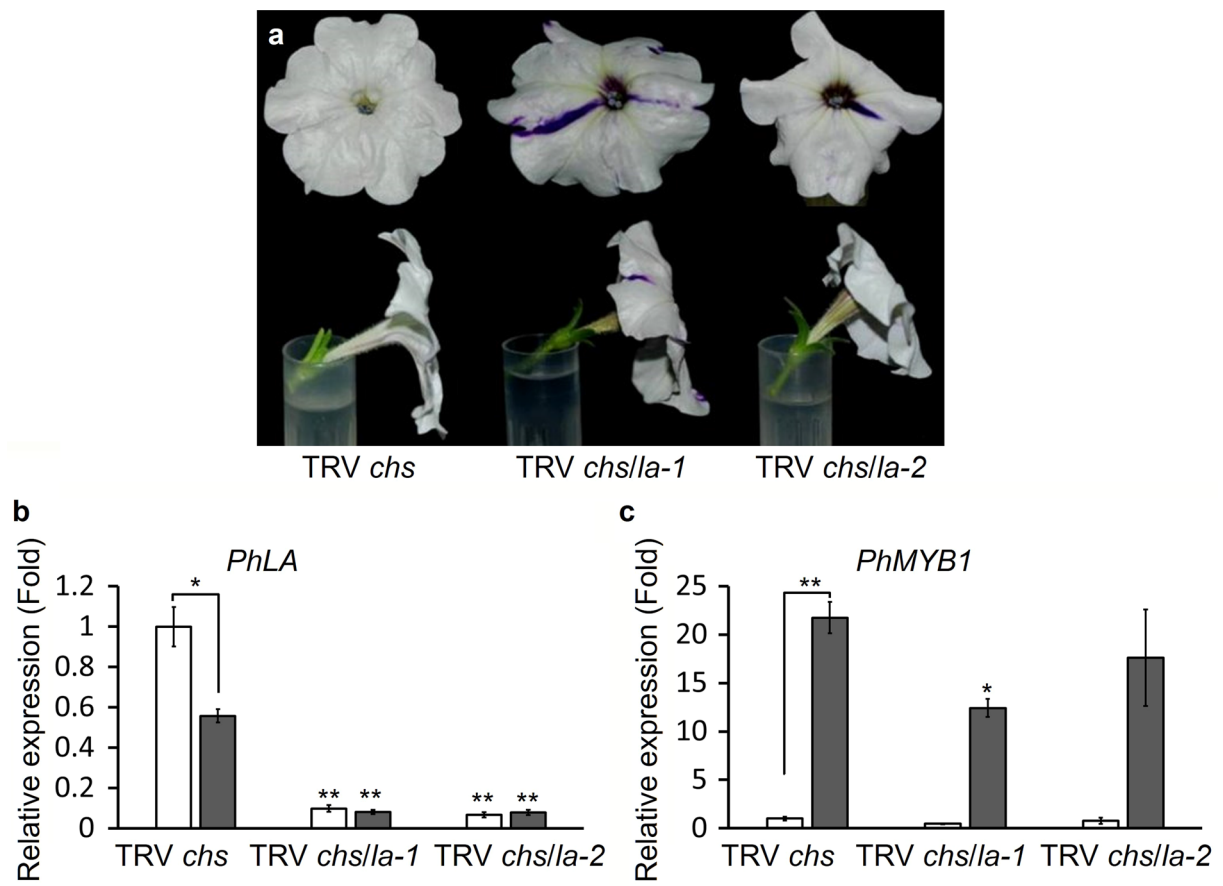 a
TRV chs
TRV chs/la-1
TRV chs/la-2
b
PhLA
Relative expression (Fold)
1.2
1
0.8
0.6
0.4
0.2
0
*
** **
** **
TRV chs
TRV chs/la-1
TRV chs/la-2
c
PhMYB1
Relative expression (Fold)
25
20
15
10
5
0
**
*
TRV chs
TRV chs/la-1
TRV chs/la-2